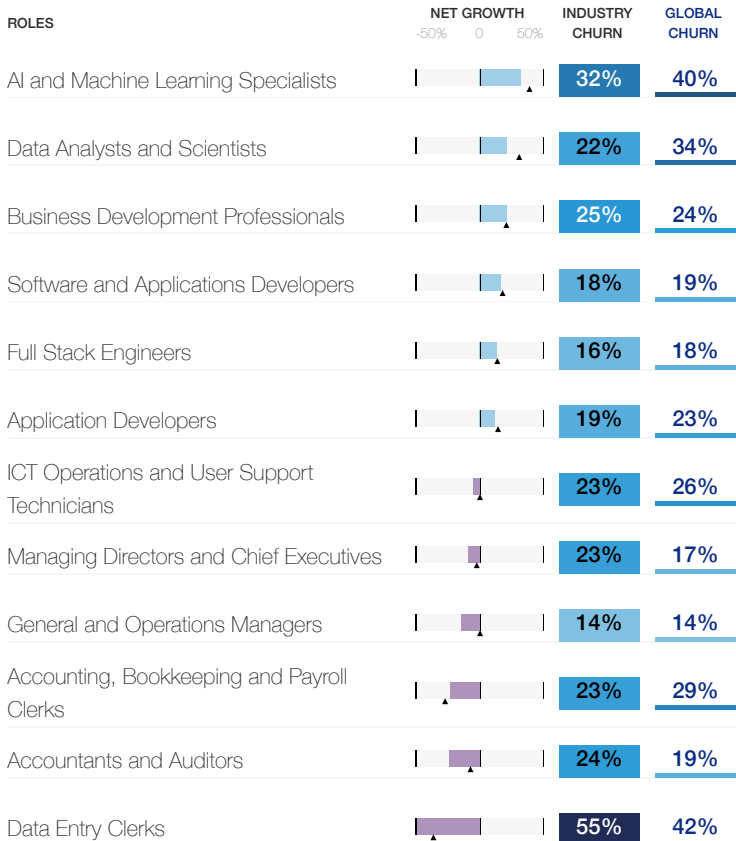 ROLES NET GROWTH INDUSTRY CHURN GLOBAL CHURN
-50% 0 50%
AI and Machine Learning Specialists 32% 40%
Data Analysts and Scientists 22% 34%
Business Development Professionals 25% 24%
Software and Applications Developers 18% 19%
Full Stack Engineers 16% 18%
Application Developers 19% 23%
ICT Operations and User Support
Technicians 23% 26%
Managing Directors and Chief Executives 23% 17%
General and Operations Managers 14% 14%
Accounting, Bookkeeping and Payroll
Clerks 23% 29%
Accountants and Auditors 24% 19%
Data Entry Clerks 55% 42%